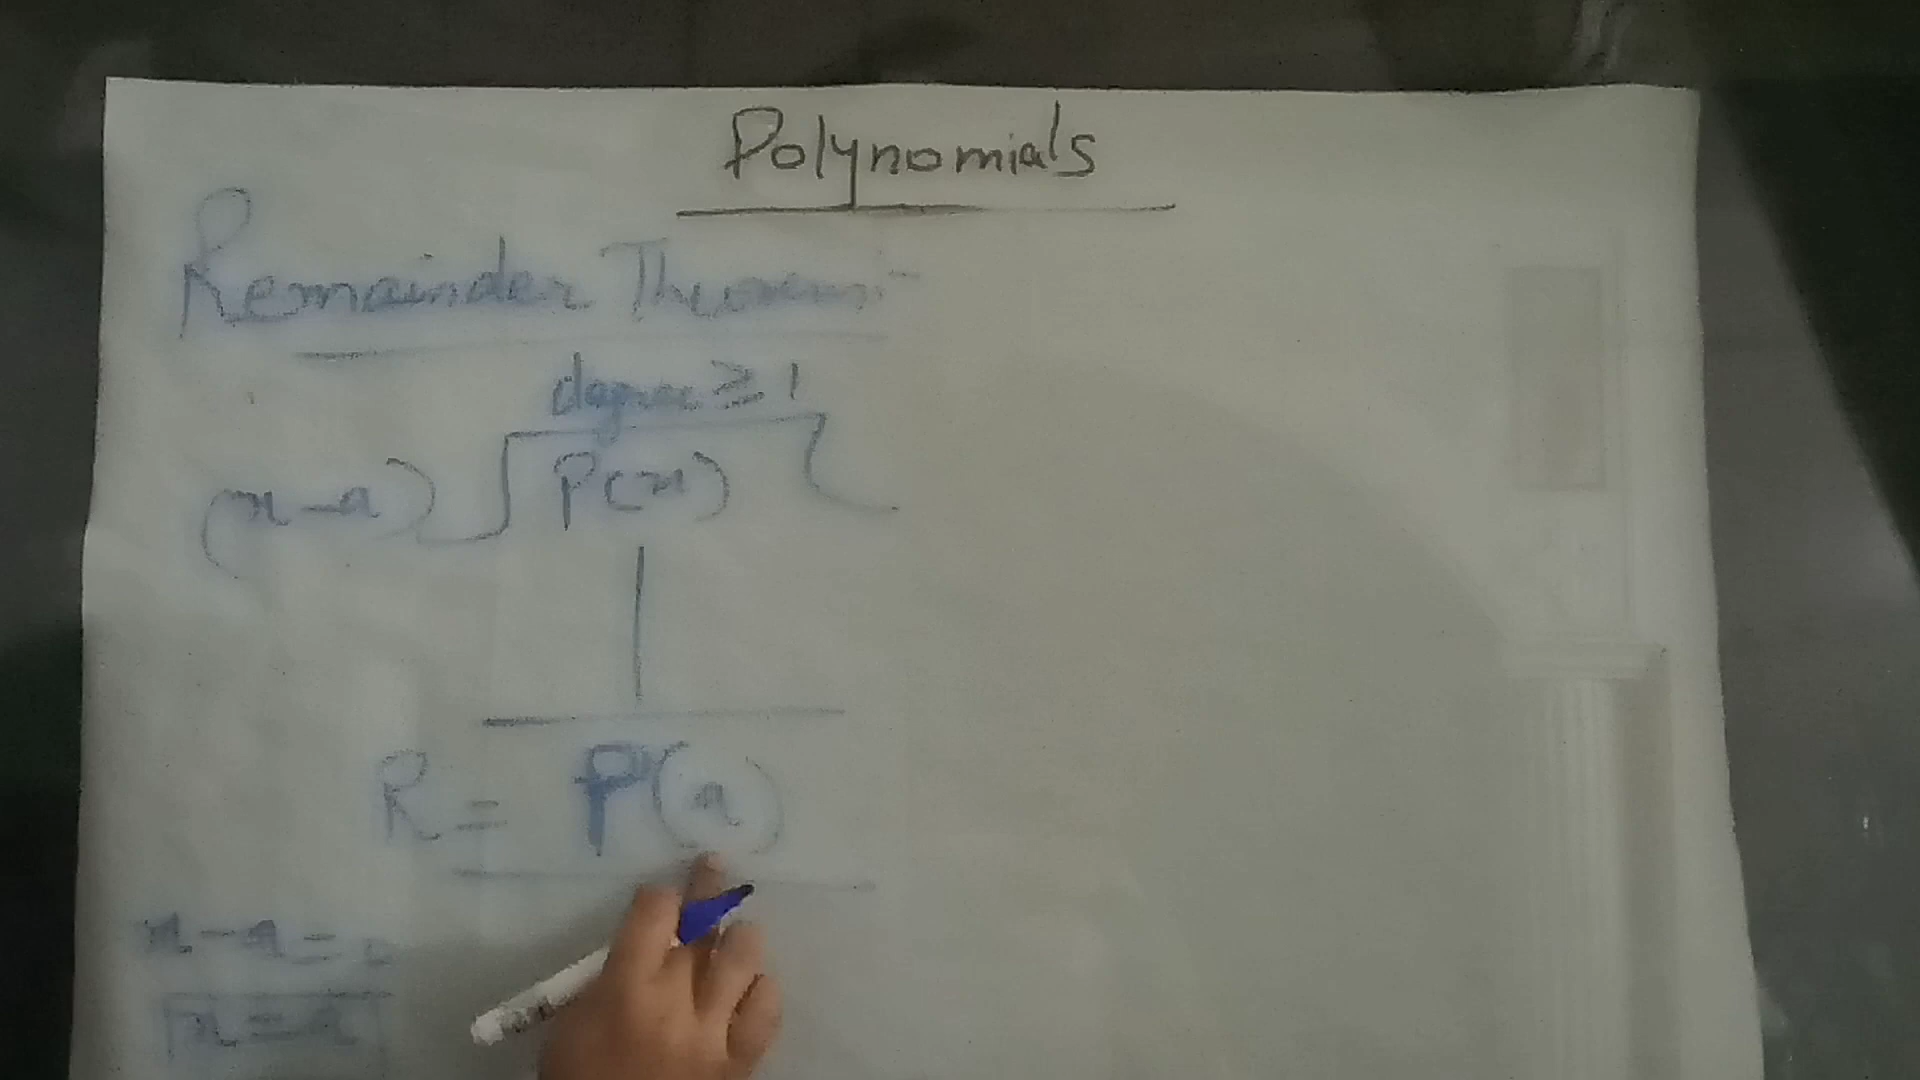 Polynomials
Remainder Theorem:-
degree ≥ 1
(x-a) P(x)
R = P(a)
x-a=0
x=a